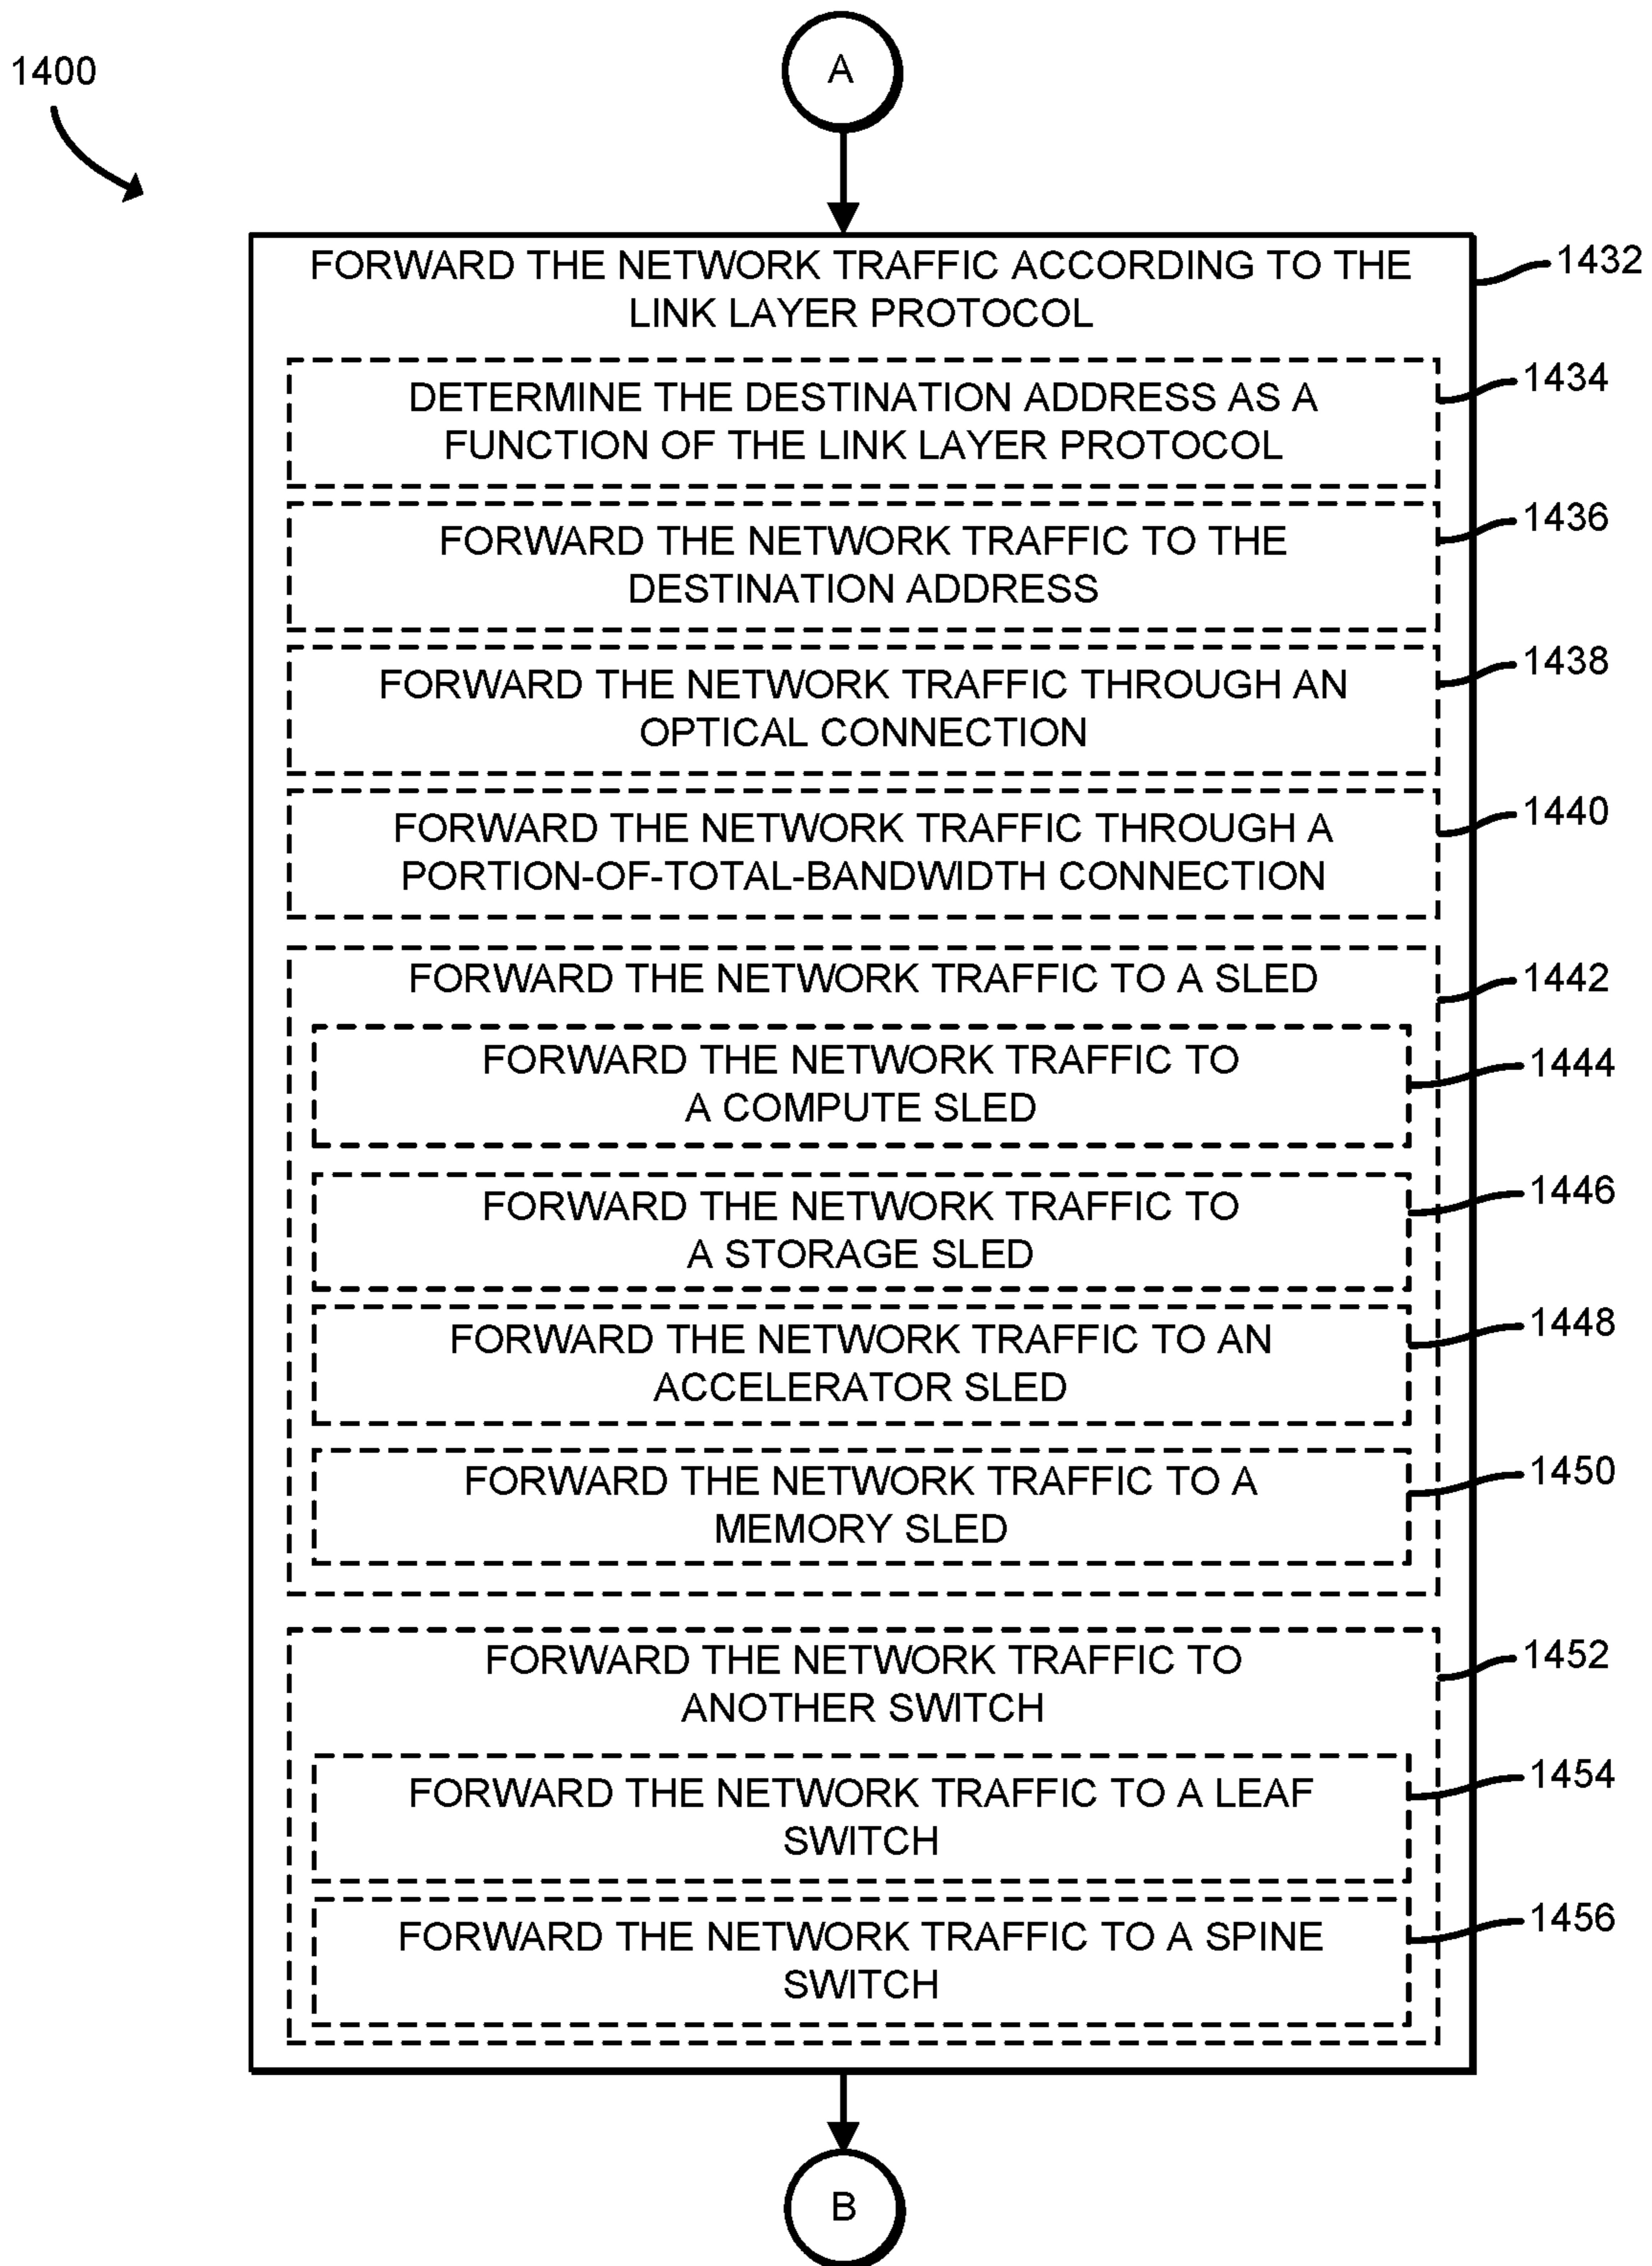 1400
A
FORWARD THE NETWORK TRAFFIC ACCORDING TO THE
LINK LAYER PROTOCOL
1432
DETERMINE THE DESTINATION ADDRESS AS A
FUNCTION OF THE LINK LAYER PROTOCOL
1434
FORWARD THE NETWORK TRAFFIC TO THE
DESTINATION ADDRESS
1436
FORWARD THE NETWORK TRAFFIC THROUGH AN
OPTICAL CONNECTION
1438
FORWARD THE NETWORK TRAFFIC THROUGH A
PORTION-OF-TOTAL-BANDWIDTH CONNECTION
1440
FORWARD THE NETWORK TRAFFIC TO A SLED
1442
FORWARD THE NETWORK TRAFFIC TO
A COMPUTE SLED
1444
FORWARD THE NETWORK TRAFFIC TO
A STORAGE SLED
1446
FORWARD THE NETWORK TRAFFIC TO AN
ACCELERATOR SLED
1448
FORWARD THE NETWORK TRAFFIC TO A
MEMORY SLED
1450
FORWARD THE NETWORK TRAFFIC TO
ANOTHER SWITCH
1452
FORWARD THE NETWORK TRAFFIC TO A LEAF
SWITCH
1454
FORWARD THE NETWORK TRAFFIC TO A SPINE
SWITCH
1456
B